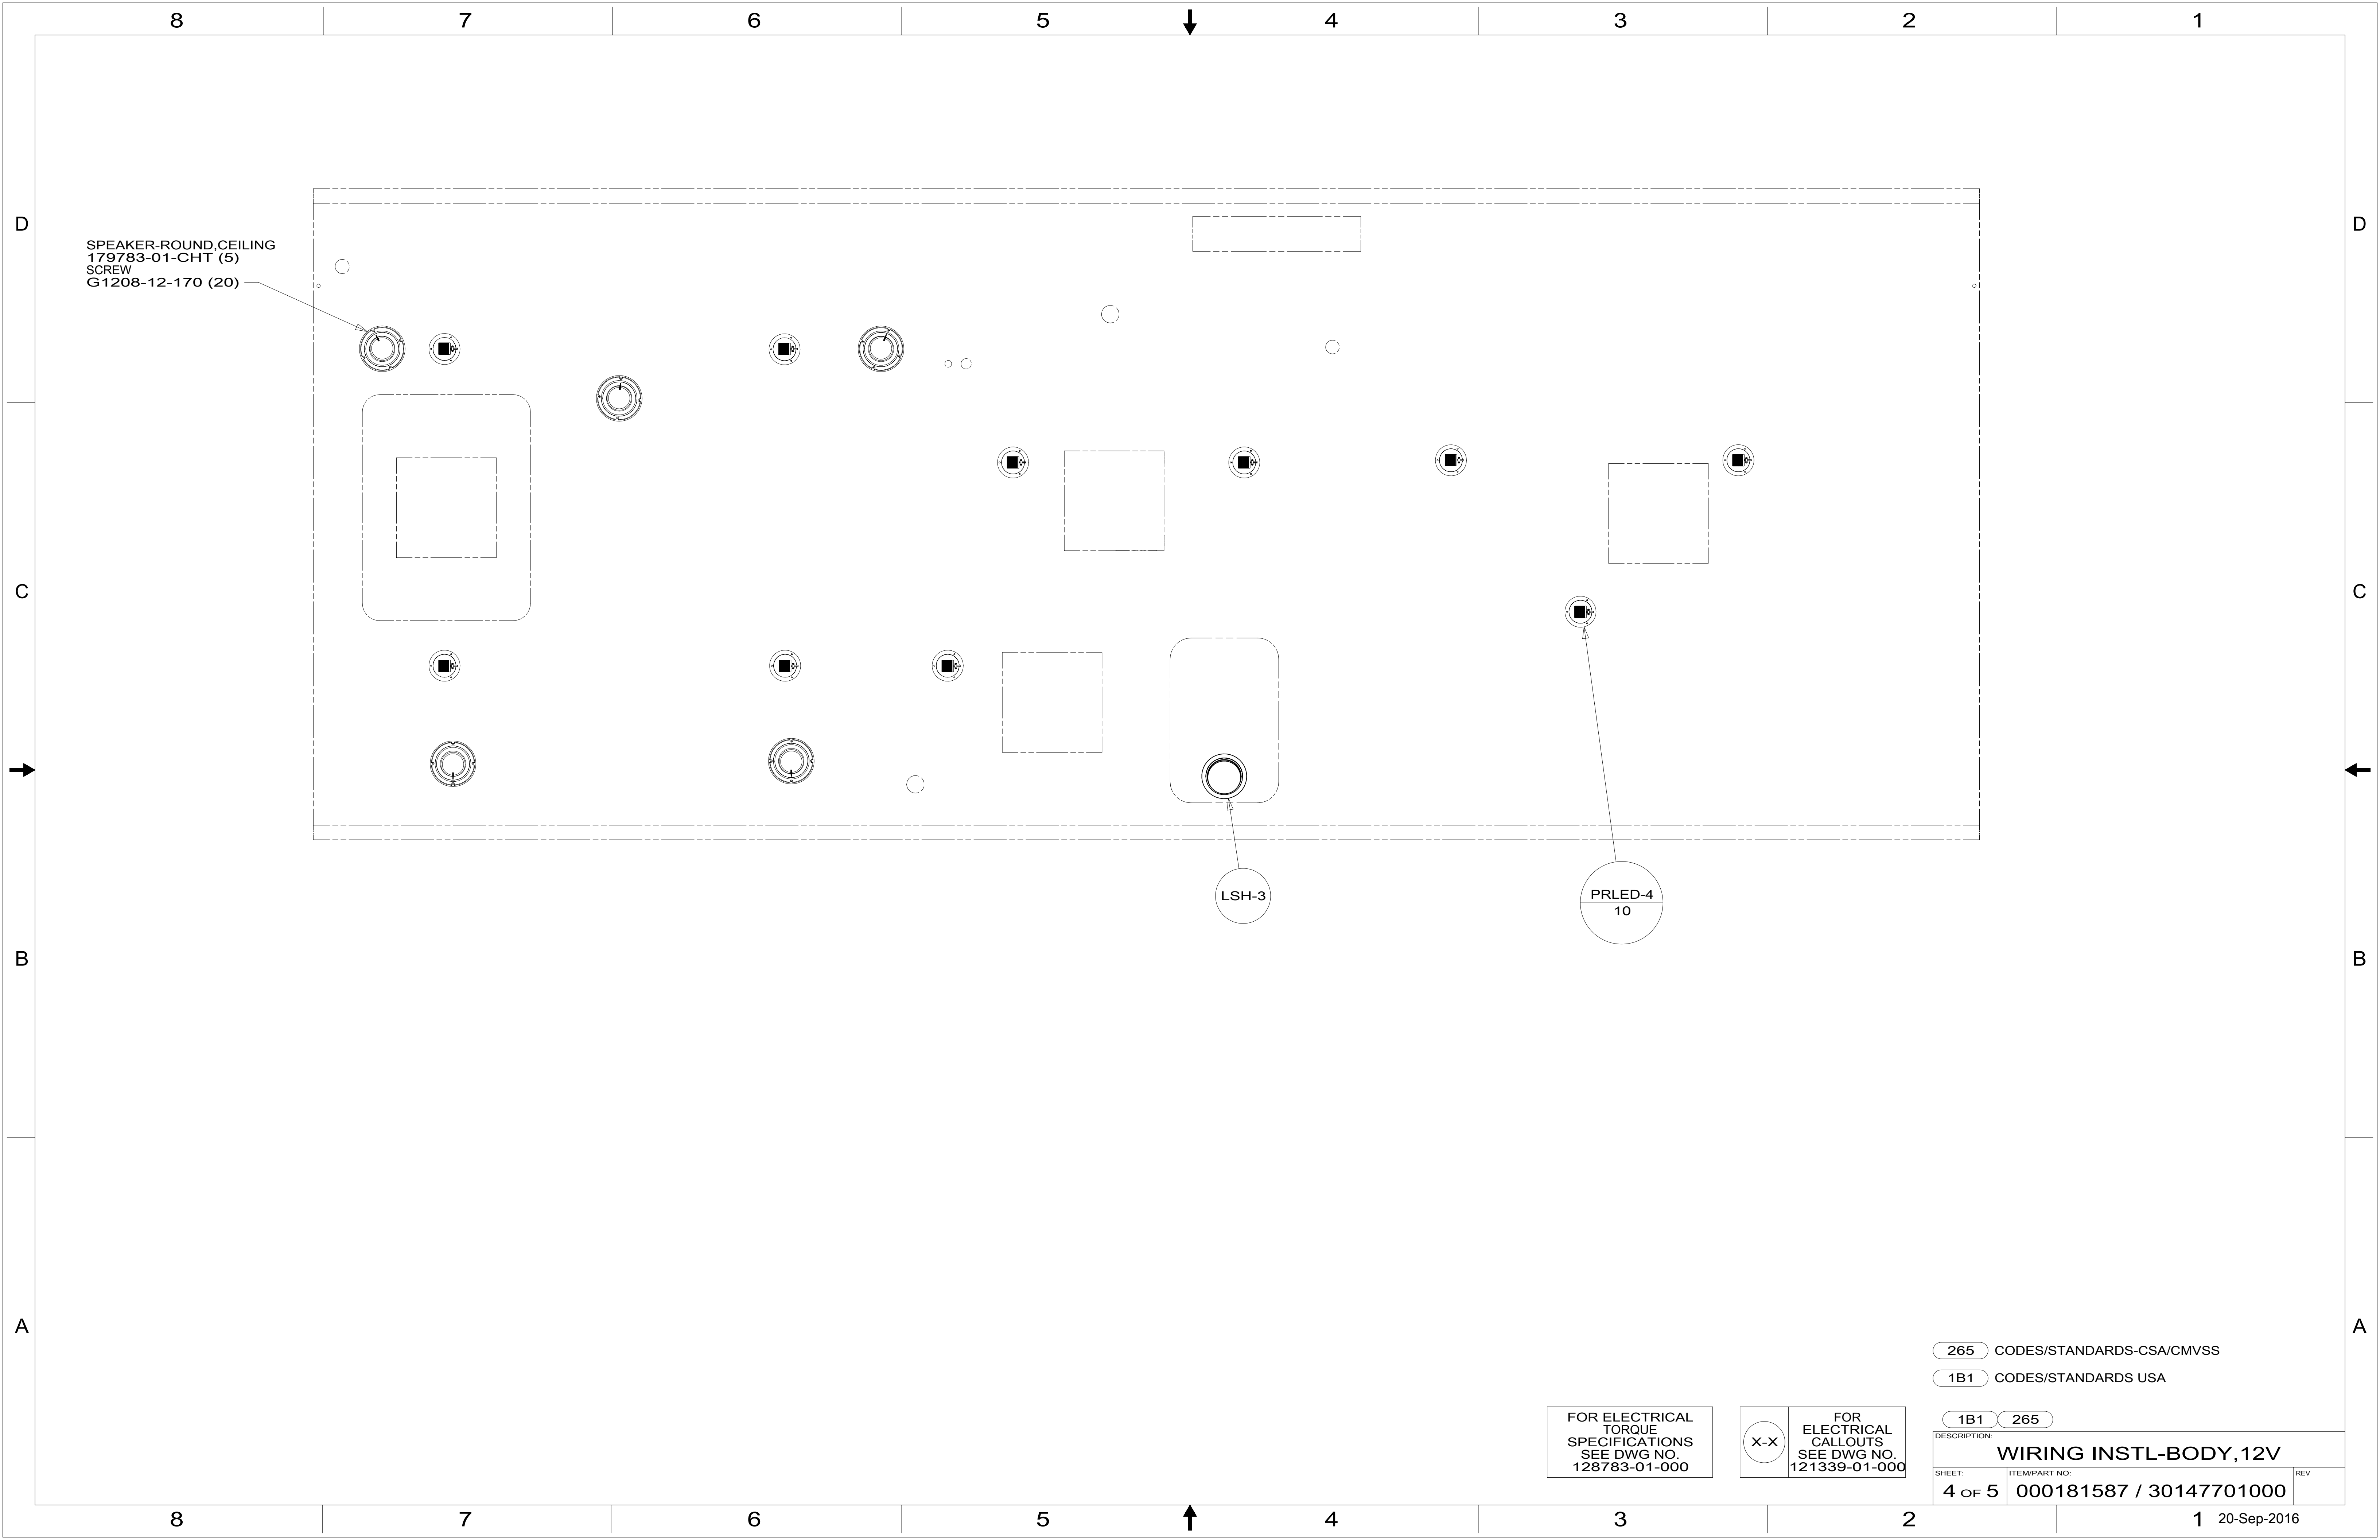 8 7 6 5 4 3 2 1
D D
SPEAKER-ROUND,CEILING
179783-01-CHT (5)
SCREW
G1208-12-170 (20)
C C
LSH-3
PRLED-4
10
B B
A A
265 CODES/STANDARDS-CSA/CMVSS
1B1 CODES/STANDARDS USA
FOR ELECTRICAL
TORQUE
SPECIFICATIONS
SEE DWG NO.
128783-01-000
X-X
FOR
ELECTRICAL
CALLOUTS
SEE DWG NO.
121339-01-000
1B1 265
DESCRIPTION:
WIRING INSTL-BODY,12V
SHEET: ITEM/PART NO: REV
4 OF 5 000181587 / 30147701000
8 7 6 5 4 3 2 1
20-Sep-2016